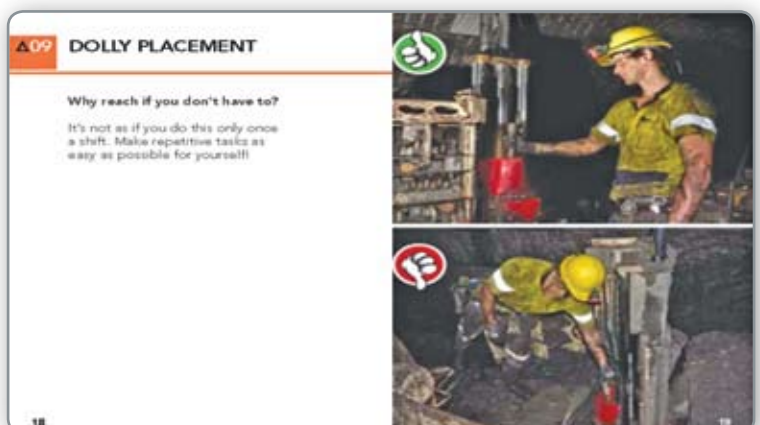 09 DOLLY PLACEMENT
Why reach if you don't have to?
It's not as if you do this only once
a shift. Make repetitive tasks as
easy as possible for yourself!
18
19